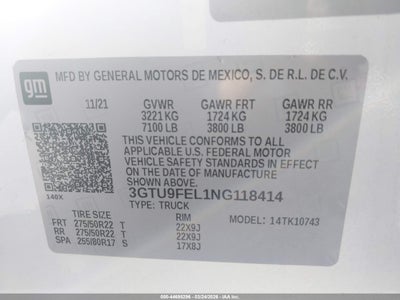 gm
MFD BY GENERAL MOTORS DE MEXICO, S. DE R.L. DE C.V.
11/21 GVWR GAWR FRT GAWR RR
3221 KG 1724 KG 1724 KG
7100 LB 3800 LB 3800 LB
THIS VEHICLE CONFORMS TO ALL
APPLICABLE U.S. FEDERAL MOTOR
VEHICLE SAFETY STANDARDS IN
EFFECT ON THE DATE OF
MANUFACTURE SHOWN ABOVE.
3GTU9FEL1NG118414
140X TYPE: TRUCK MODEL: 14TK10743
RIM
FRT 275/50R22 T 22X9J
RR 275/50R22 T 22X9J
SPA 255/80R17 S 17X8J